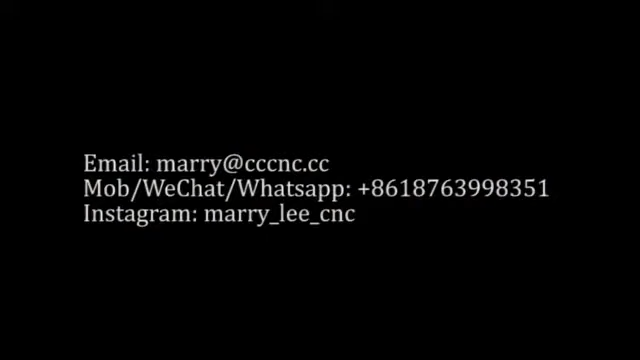 Email: marry@cccnc.cc
Mob/WeChat/Whatsapp: +8618763998351
Instagram: marry_lee_cnc